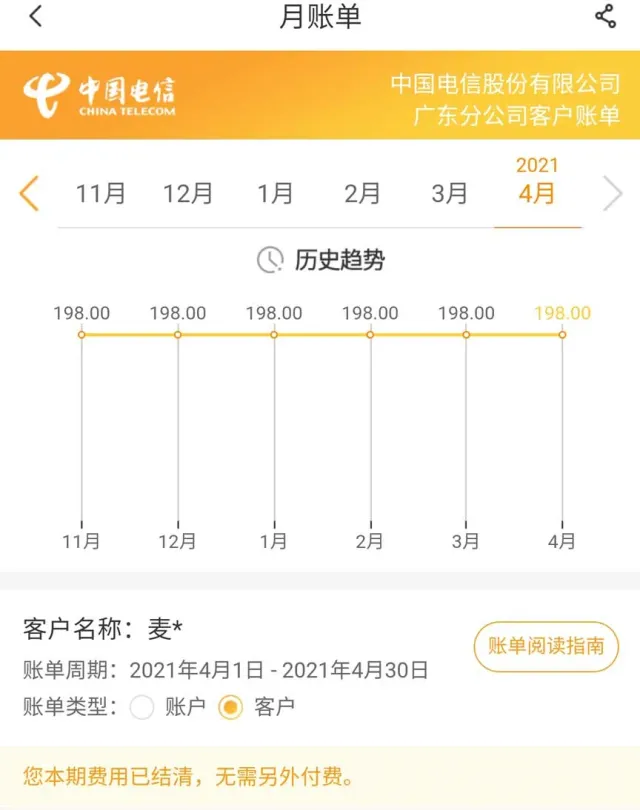 月账单
中国电信
CHINA TELECOM
中国电信股份有限公司
广东分公司客户账单
2021
11月 12月 1月 2月 3月 4月
历史趋势
198.00 198.00 198.00 198.00 198.00 198.00
11月 12月 1月 2月 3月 4月
客户名称：麦*
账单阅读指南
账单周期：2021年4月1日 - 2021年4月30日
账单类型： 账户 客户
您本期费用已结清，无需另外付费。